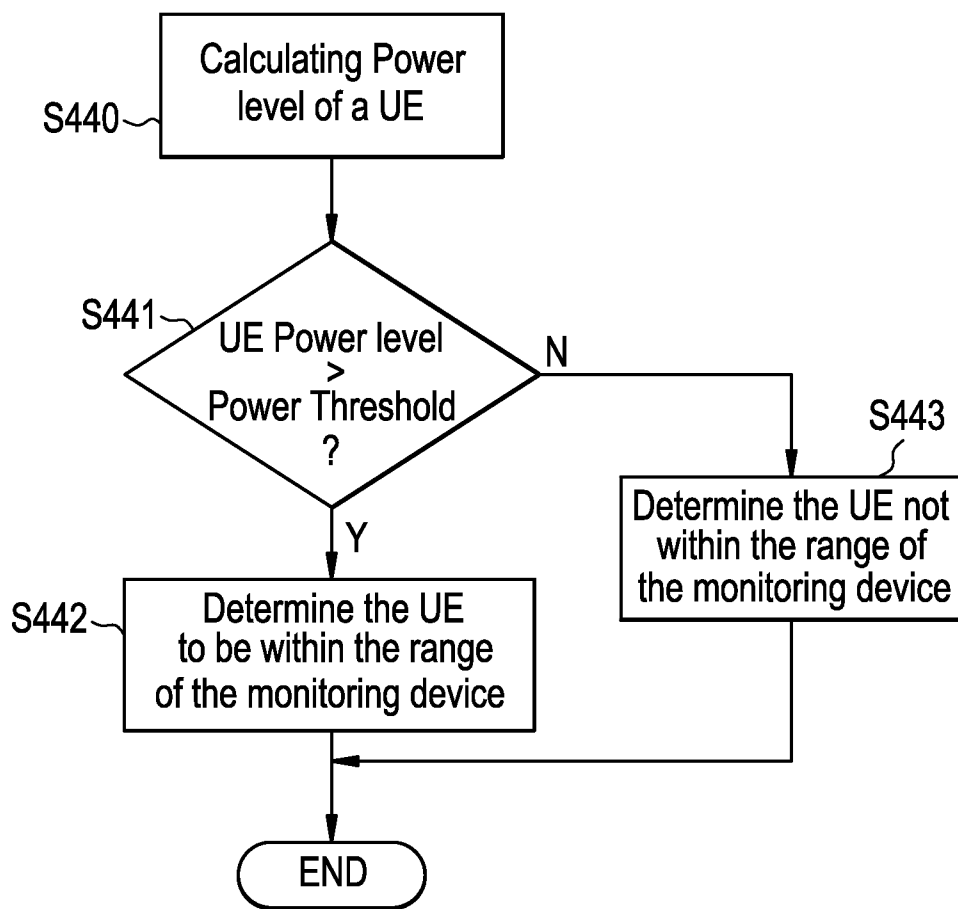 Calculating Power
level of a UE
S440
S441
UE Power level
>
Power Threshold
?
N
Y
S443
Determine the UE not
within the range of
the monitoring device
S442
Determine the UE
to be within the range
of the monitoring device
END